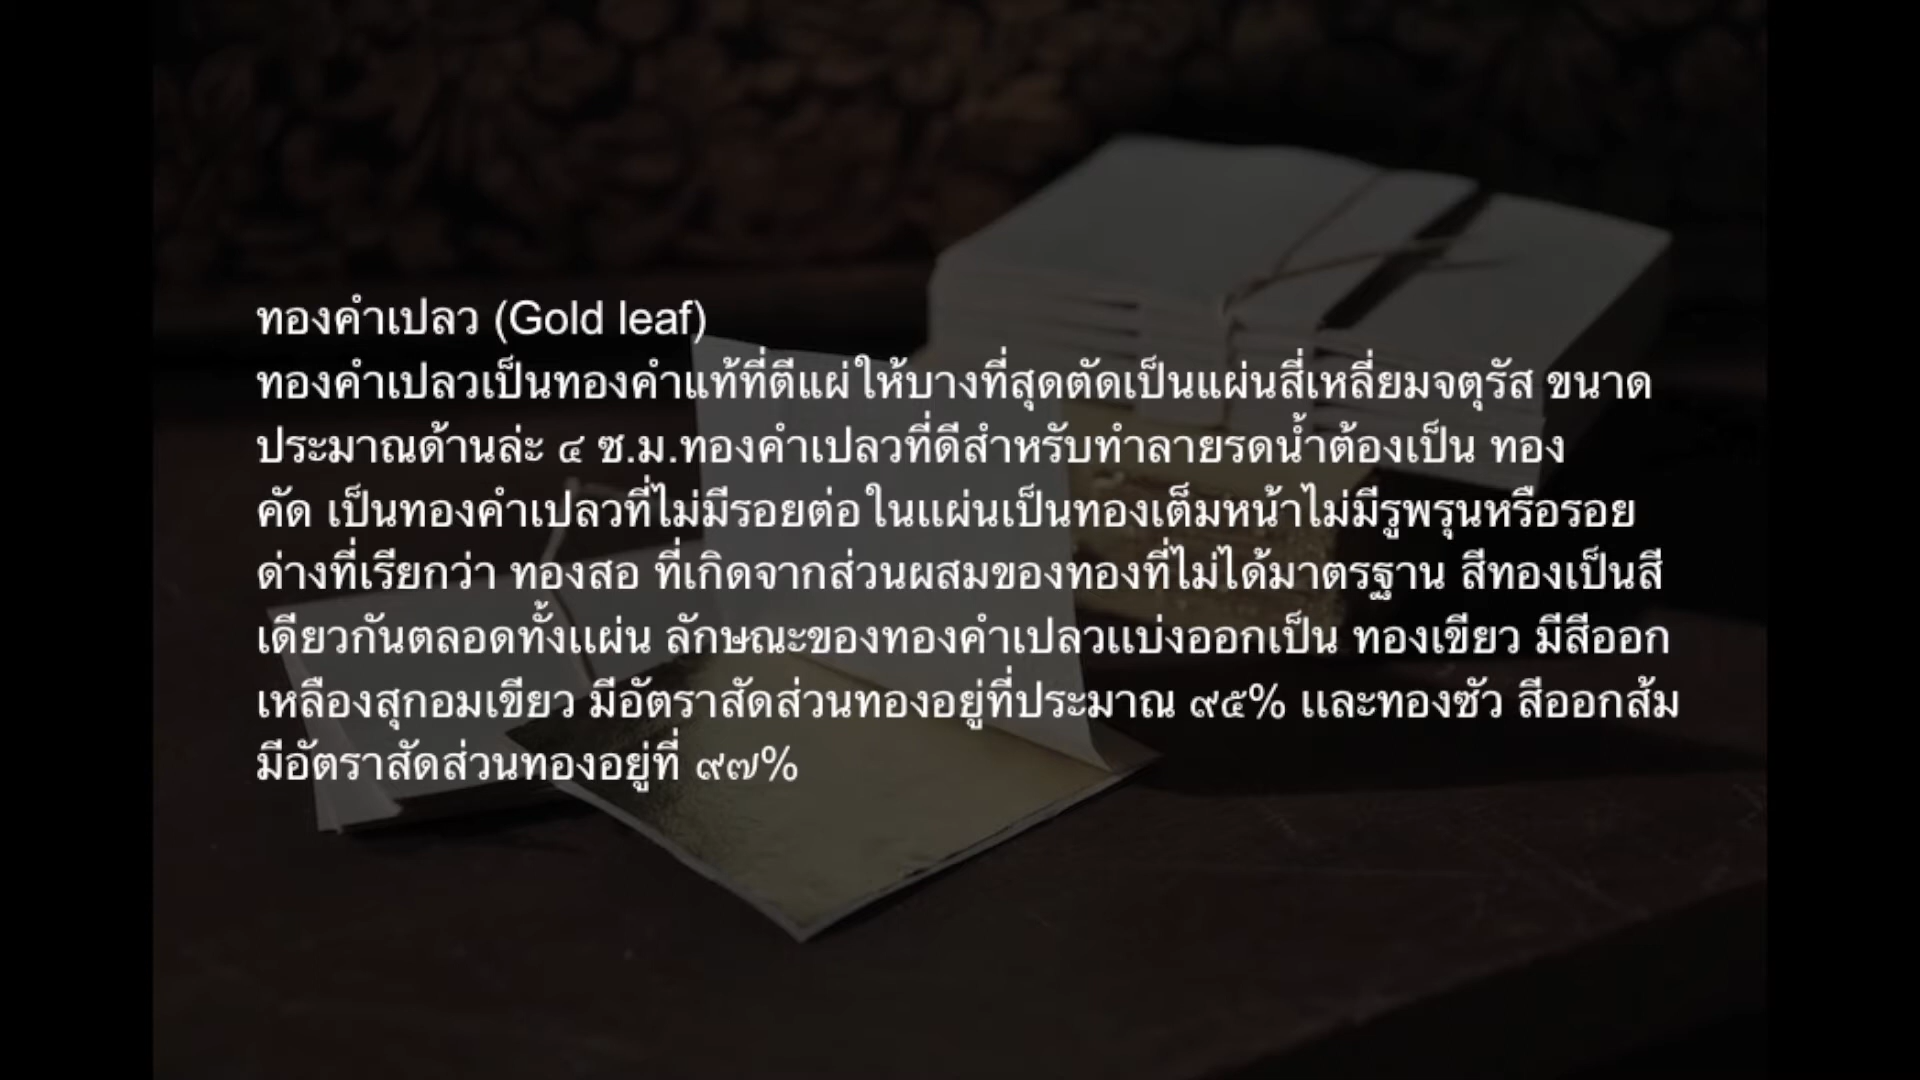 ทองคำเปลว (Gold leaf)
ทองคำเปลวเป็นทองคำแท้ที่ตีแผ่ให้บางที่สุดตัดเป็นแผ่นสี่เหลี่ยมจตุรัส ขนาด
ประมาณด้านล่ะ ๔ ซ.ม.ทองคำเปลวที่ดีสำหรับทำลายรดน้ำต้องเป็น ทอง
คัด เป็นทองคำเปลวที่ไม่มีรอยต่อในแผ่นเป็นทองเต็มหน้าไม่มีรูพรุนหรือรอย
ด่างที่เรียกว่า ทองสอ ที่เกิดจากส่วนผสมของทองที่ไม่ได้มาตรฐาน สีทองเป็นสี
เดียวกันตลอดทั้งแผ่น ลักษณะของทองคำเปลวแบ่งออกเป็น ทองเขียว มีสีออก
เหลืองสุกอมเขียว มีอัตราสัดส่วนทองอยู่ที่ประมาณ ๙๕% และทองซัว สีออกส้ม
มีอัตราสัดส่วนทองอยู่ที่ ๙๗%